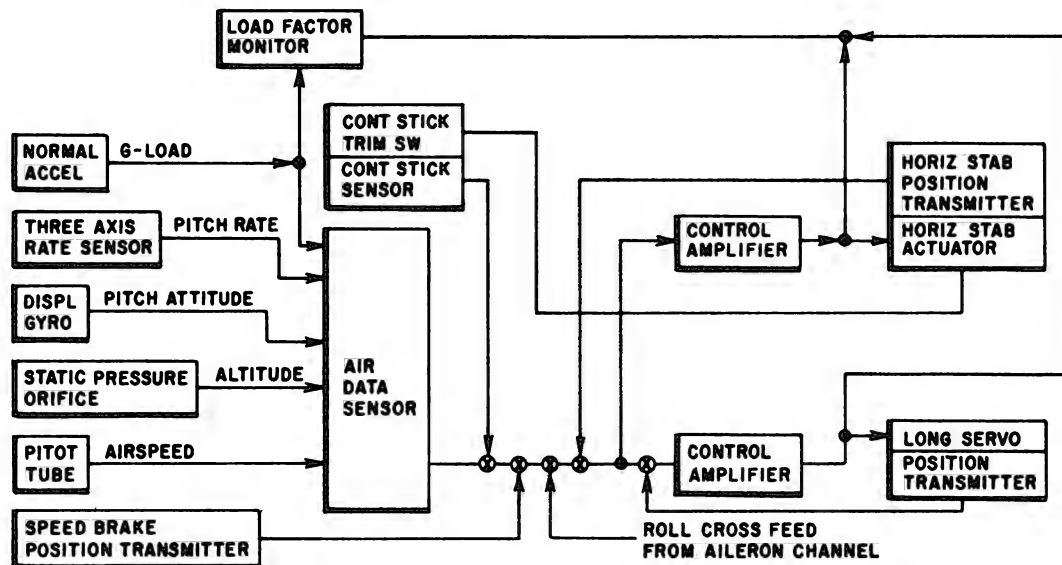 LOAD FACTOR
MONITOR
NORMAL
ACCEL
G-LOAD
CONT STICK
TRIM SW
CONT STICK
SENSOR
THREE AXIS
RATE SENSOR
PITCH RATE
DISPL
GYRO
PITCH ATTITUDE
STATIC PRESSURE
ORIFICE
ALTITUDE
PITOT
TUBE
AIRSPEED
SPEED BRAKE
POSITION TRANSMITTER
AIR
DATA
SENSOR
CONTROL
AMPLIFIER
HORIZ STAB
POSITION
TRANSMITTER
HORIZ STAB
ACTUATOR
CONTROL
AMPLIFIER
LONG SERVO
POSITION
TRANSMITTER
ROLL CROSS FEED
FROM AILERON CHANNEL